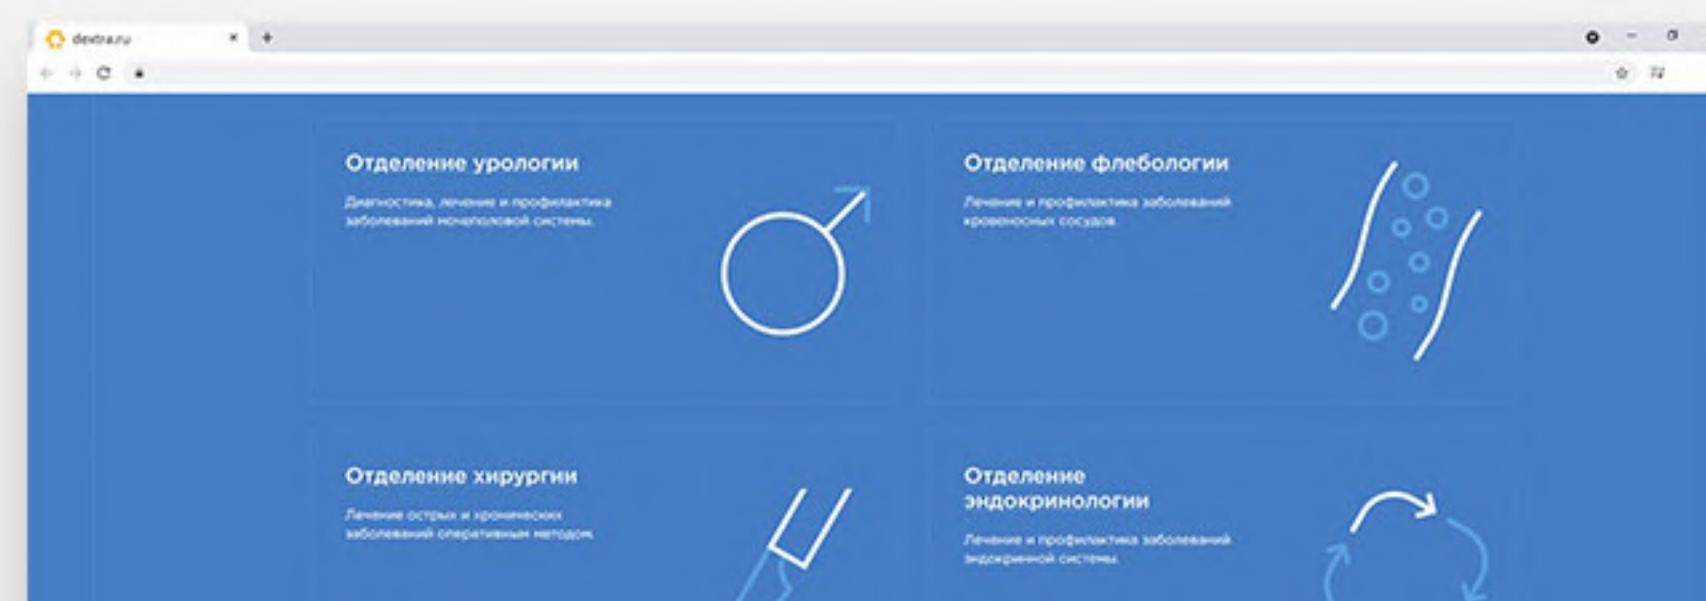 dextra.ru
Отделение урологии
Диагностика, лечение и профилактика
заболеваний мочеполовой системы.
Отделение флебологии
Лечение и профилактика заболеваний
кровеносных сосудов.
Отделение хирургии
Лечение острых и хронических
заболеваний оперативным методом.
Отделение
эндокринологии
Лечение и профилактика заболеваний
эндокринной системы.